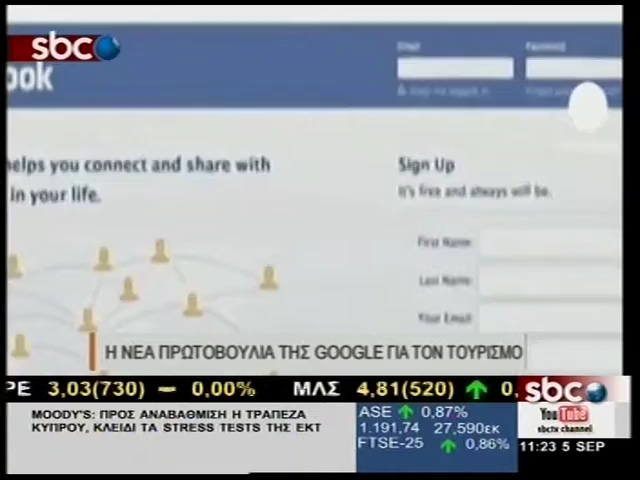 sbc
ook
Email
Password
helps you connect and share with
in your life.
Sign Up
It's free and always will be.
First Name
Last Name
Your Email
Η ΝΕΑ ΠΡΩΤΟΒΟΥΛΙΑ ΤΗΣ GOOGLE ΓΙΑ ΤΟΝ ΤΟΥΡΙΣΜΟ
ΡΕ 3,03(730) 0,00% ΜΛΣ 4,81(520) 0,
sbc
MOODY'S: ΠΡΟΣ ΑΝΑΒΑΘΜΙΣΗ Η ΤΡΑΠΕΖΑ
ΚΥΠΡΟΥ, ΚΛΕΙΔΙ ΤΑ STRESS TESTS ΤΗΣ ΕΚΤ
ASE 0,87%
1.191,74 27,590εκ
FTSE-25 0,86%
YouTube
sbctv channel
11:23 5 SEP